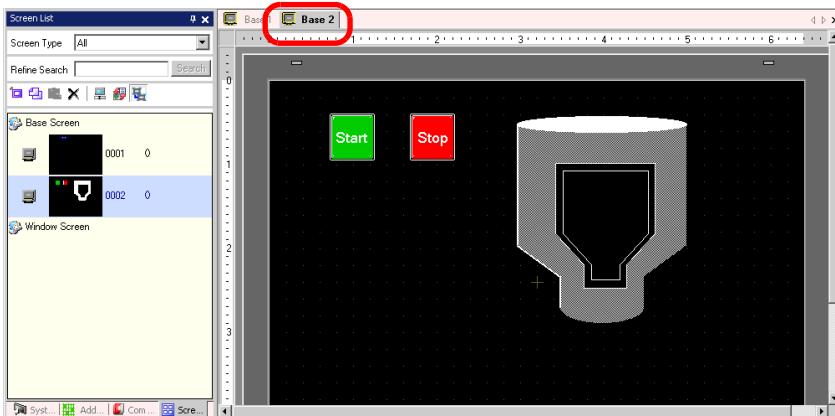 Screen List
Screen Type All
Refine Search Search
Base Screen
0001 0
0002 0
Window Screen
Syst... Add... Com ... Scre...
Base 1 Base 2
1 2 3 4 5 6
0
1
2
3
Start Stop